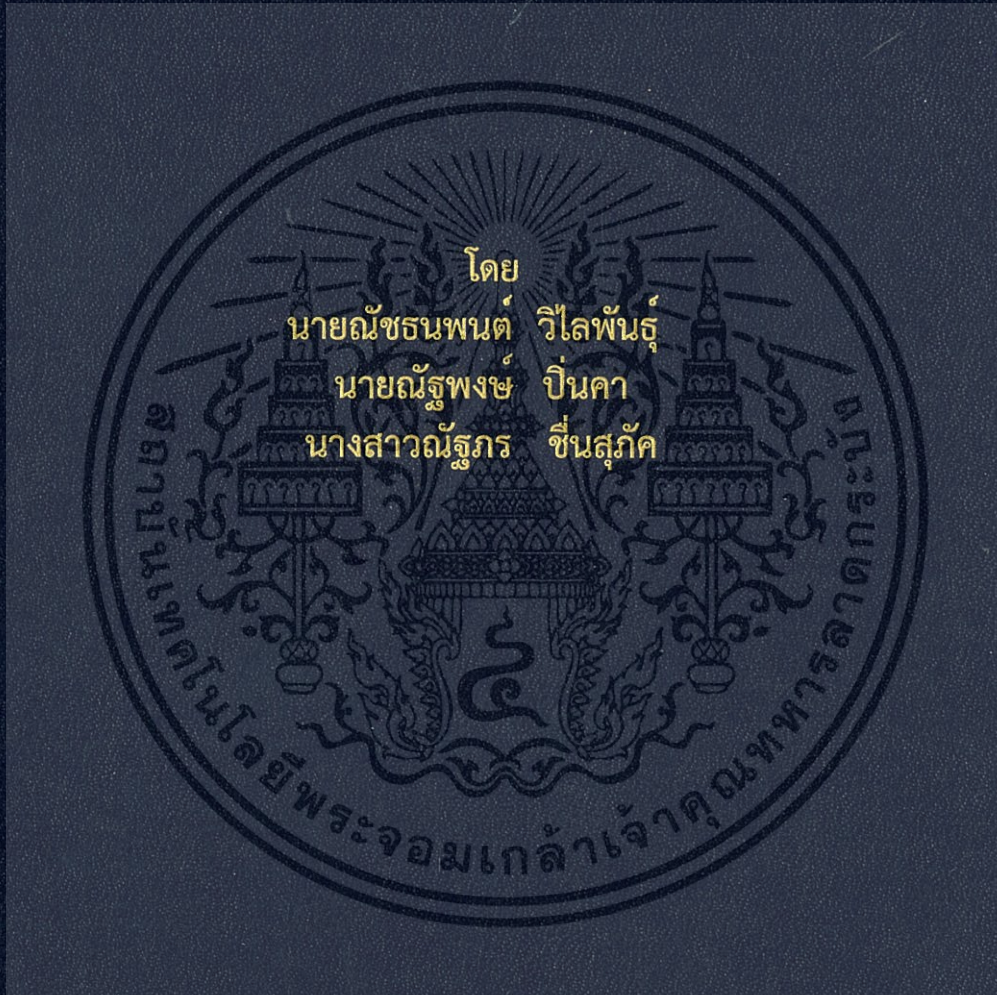 โดย
นายณัชธนพนต์ วิไลพันธุ์
นายณัฐพงษ์ ปิ่นคา
นางสาวณัฐภร ชื่นสุภัค
สถาบันเทคโนโลยีพระจอมเกล้าเจ้าคุณทหารลาดกระบัง
๔